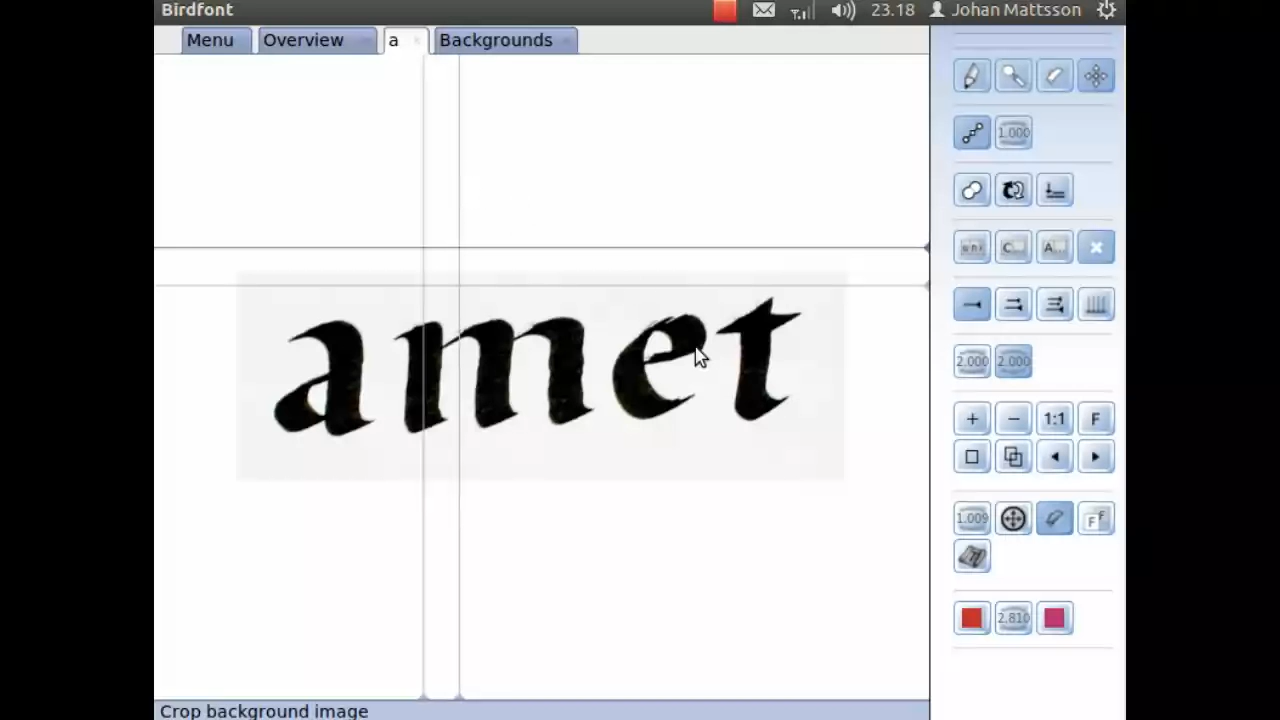 Birdfont 23.18 Johan Mattsson
Menu Overview a Backgrounds
1.000
C... A...
amet
2.000 2.000
+ − 1:1 F
1.009 F F
2.810
Crop background image